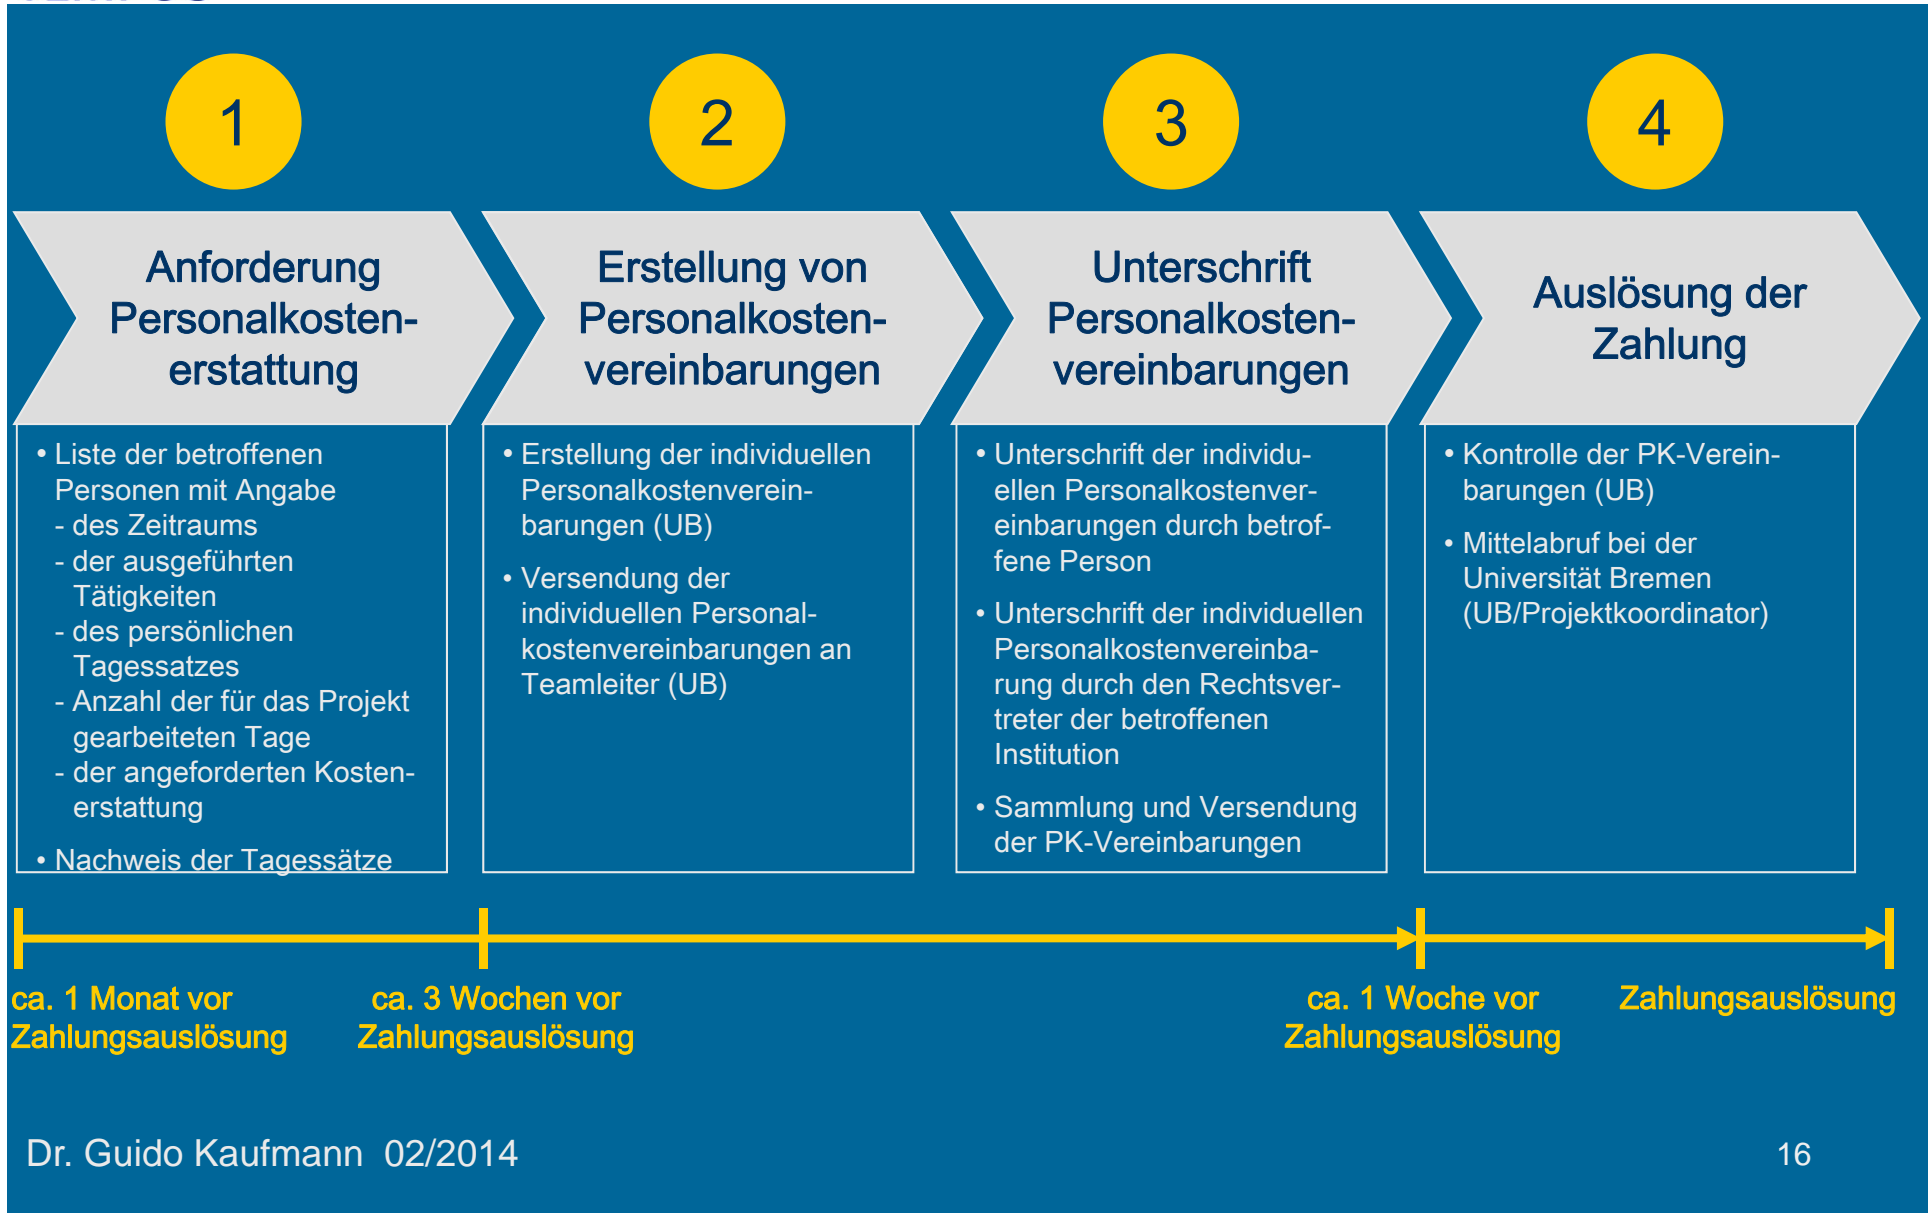 1
2
3
4
Anforderung
Personalkosten-
erstattung
Erstellung von
Personalkosten-
vereinbarungen
Unterschrift
Personalkosten-
vereinbarungen
Auslösung der
Zahlung
• Liste der betroffenen
Personen mit Angabe
- des Zeitraums
- der ausgeführten
Tätigkeiten
- des persönlichen
Tagessatzes
- Anzahl der für das Projekt
gearbeiteten Tage
- der angeforderten Kosten-
erstattung
• Nachweis der Tagessätze
• Erstellung der individuellen
Personalkostenverein-
barungen (UB)
• Versendung der
individuellen Personal-
kostenvereinbarungen an
Teamleiter (UB)
• Unterschrift der individu-
ellen Personalkostenver-
einbarungen durch betrof-
fene Person
• Unterschrift der individuellen
Personalkostenvereinba-
rung durch den Rechtsver-
treter der betroffenen
Institution
• Sammlung und Versendung
der PK-Vereinbarungen
• Kontrolle der PK-Verein-
barungen (UB)
• Mittelabruf bei der
Universität Bremen
(UB/Projektkoordinator)
ca. 1 Monat vor
Zahlungsauslösung
ca. 3 Wochen vor
Zahlungsauslösung
ca. 1 Woche vor
Zahlungsauslösung
Zahlungsauslösung
Dr. Guido Kaufmann 02/2014
16